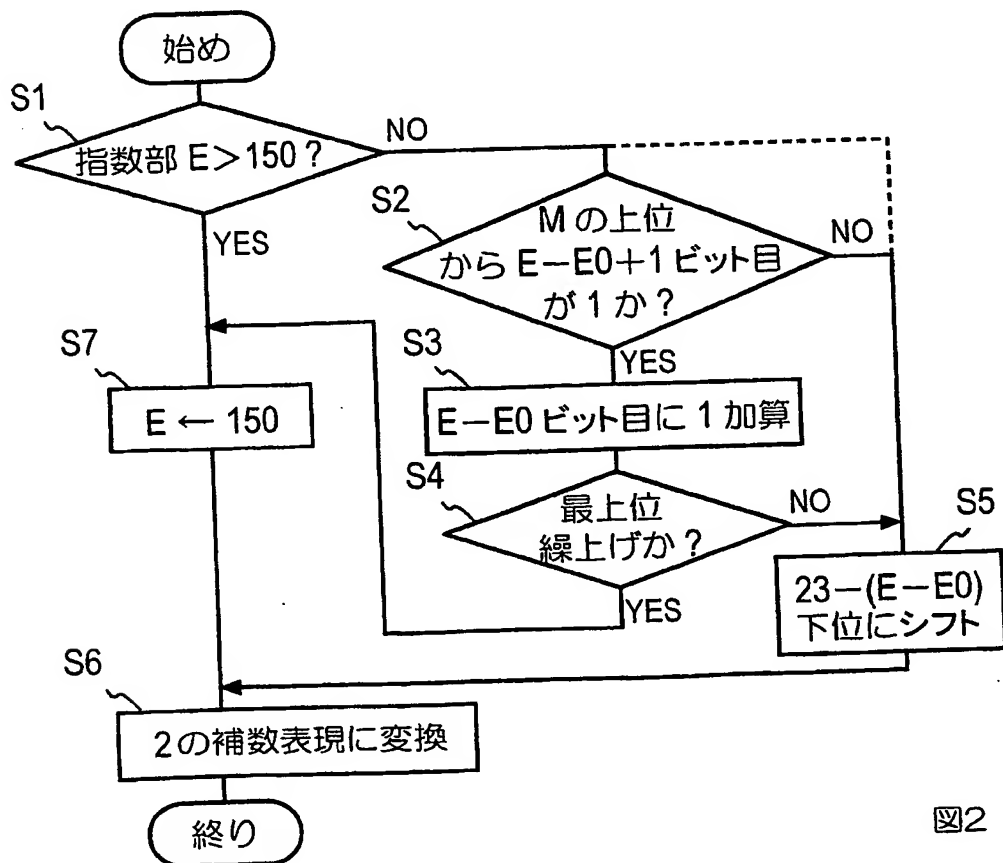 始め
S1
指数部 E>150?
NO
YES
S2
Mの上位
からE-E0+1ビット目
が1か?
NO
YES
S7
E ← 150
S3
E-E0ビット目に1加算
S4
最上位
繰上げか?
NO
YES
S5
23-(E-E0)
下位にシフト
S6
2の補数表現に変換
終り
図2